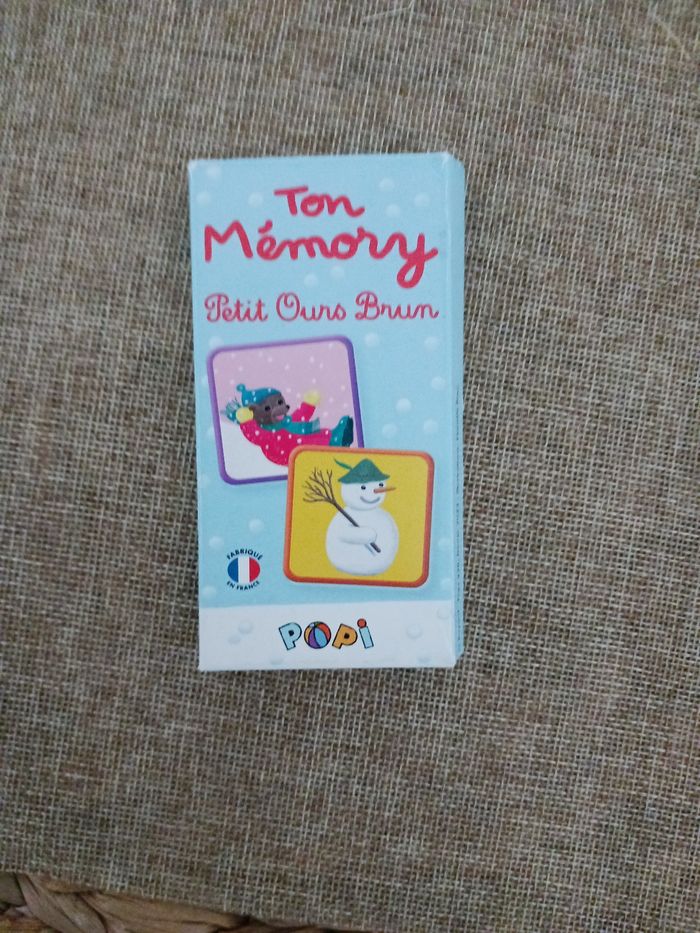 Ton
Mémory
Petit Ours Brun
FABRIQUÉ
EN FRANCE
POPi